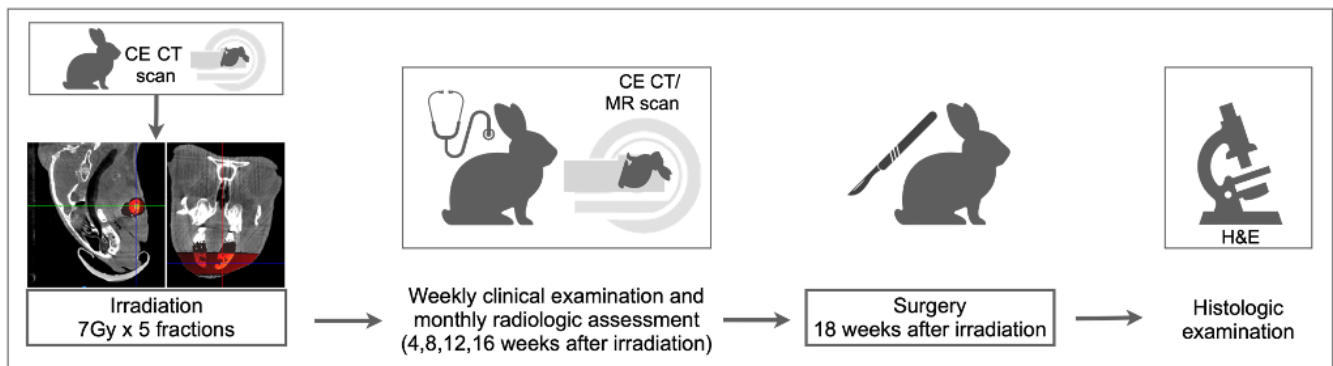 CE CT
scan
Irradiation
7Gy x 5 fractions
CE CT/
MR scan
Weekly clinical examination and
monthly radiologic assessment
(4,8,12,16 weeks after irradiation)
Surgery
18 weeks after irradiation
H&E
Histologic
examination